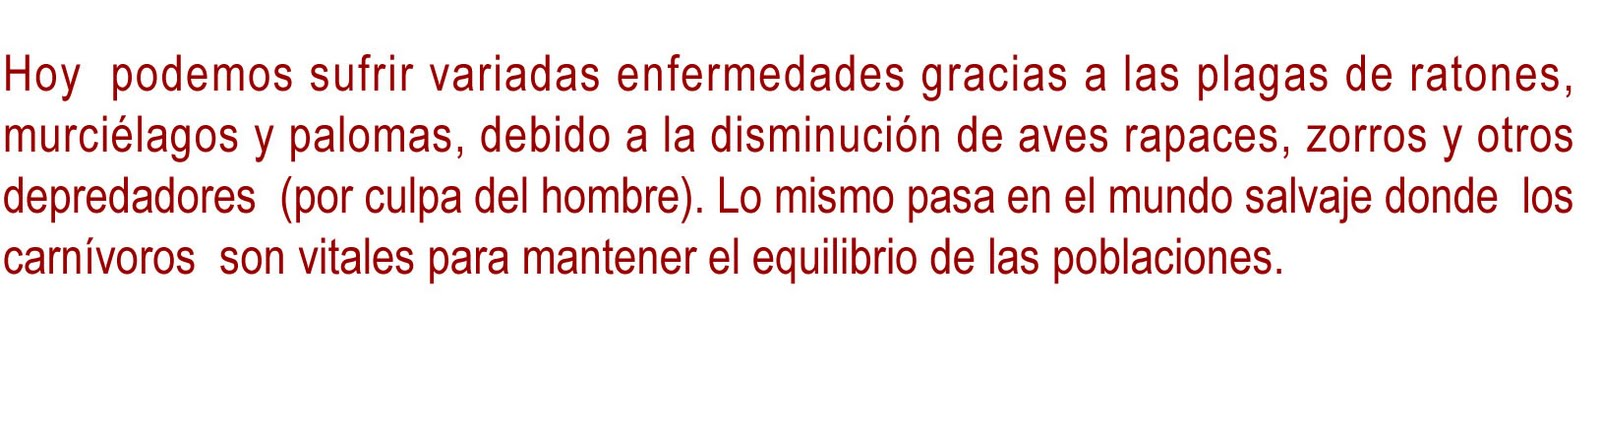 Hoy podemos sufrir variadas enfermedades gracias a las plagas de ratones,
murciélagos y palomas, debido a la disminución de aves rapaces, zorros y otros
depredadores (por culpa del hombre). Lo mismo pasa en el mundo salvaje donde los
carnívoros son vitales para mantener el equilibrio de las poblaciones.